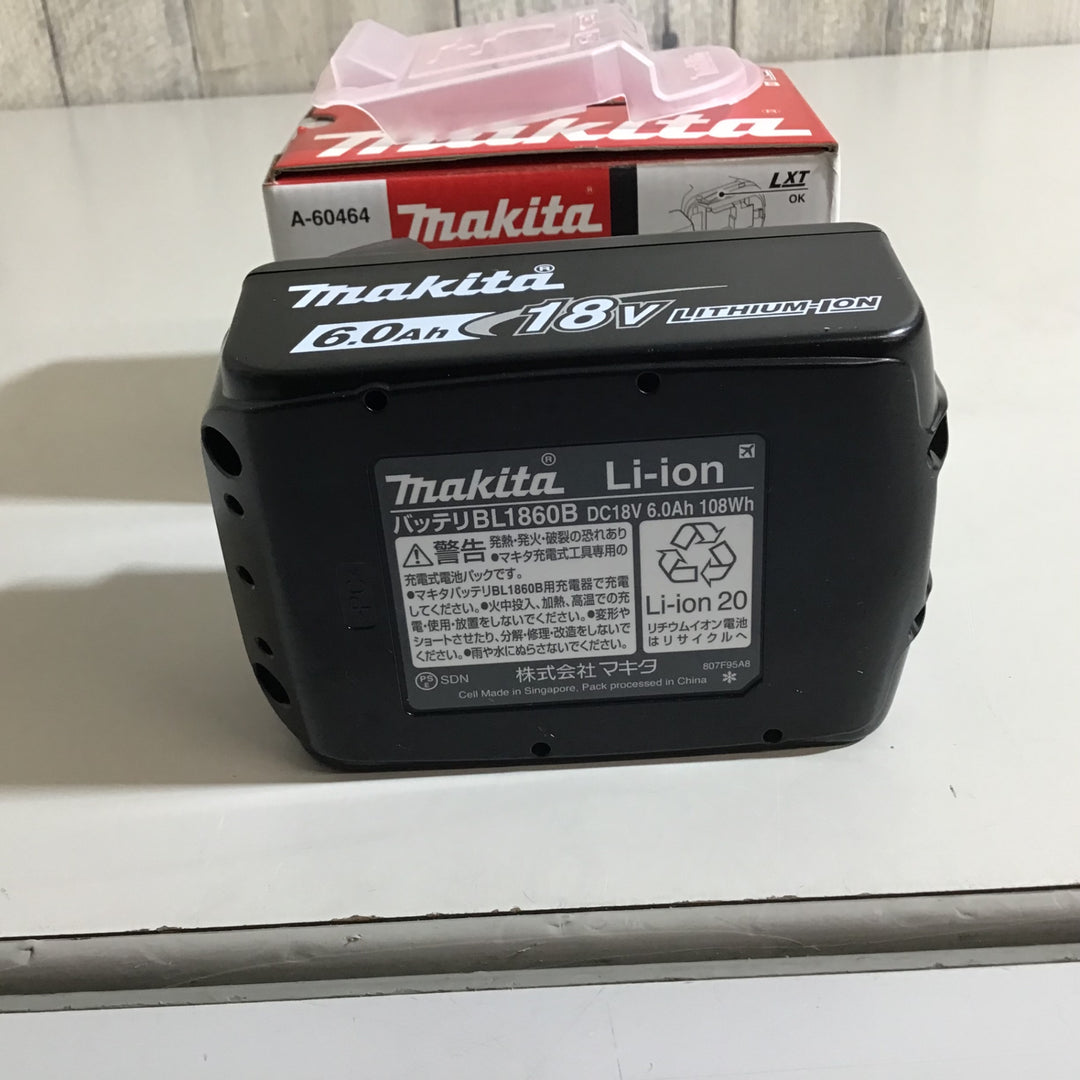 makita
A-60464
makita
LXT
OK
makita
6.0Ah 18V LITHIUM-ION
makita Li-ion
バッテリBL1860B DC18V 6.0Ah 108Wh
警告 発熱・発火・破裂の恐れあり
●マキタ充電式工具専用の
充電式電池パックです。
●マキタバッテリBL1860B用充電器で充電
してください。●火中投入、加熱、高温での充
電・使用・放置をしないでください。●変形や
ショートさせたり、分解・修理・改造をしないで
ください。●雨や水にぬらさないでください。
Li-ion 20
リチウムイオン電池
はリサイクルへ
PS
E
SDN
株式会社マキタ
807F95A8
Cell Made in Singapore, Pack processed in China